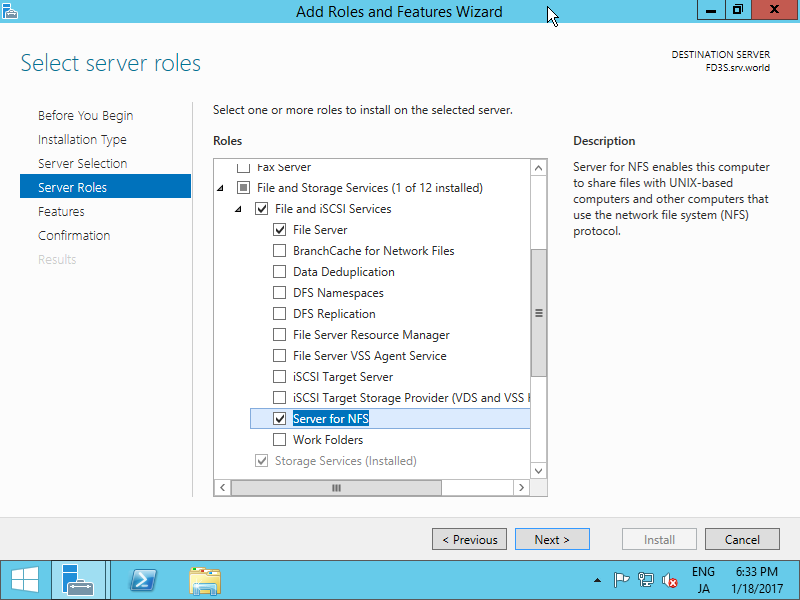 Add Roles and Features Wizard
Select server roles
DESTINATION SERVER
FD3S.srv.world
Before You Begin
Installation Type
Server Selection
Server Roles
Features
Confirmation
Results
Select one or more roles to install on the selected server.
Roles
Fax Server
File and Storage Services (1 of 12 installed)
File and iSCSI Services
File Server
BranchCache for Network Files
Data Deduplication
DFS Namespaces
DFS Replication
File Server Resource Manager
File Server VSS Agent Service
iSCSI Target Server
iSCSI Target Storage Provider (VDS and VSS
Server for NFS
Work Folders
Storage Services (Installed)
Description
Server for NFS enables this computer
to share files with UNIX-based
computers and other computers that
use the network file system (NFS)
protocol.
< Previous
Next >
Install
Cancel
ENG
JA
6:33 PM
1/18/2017